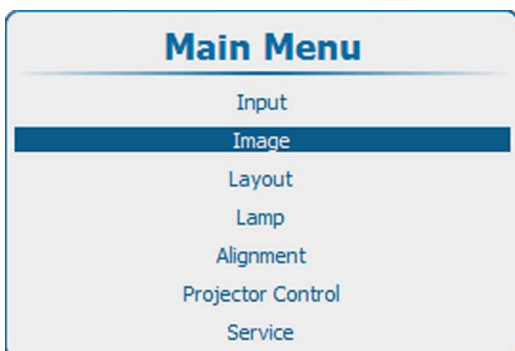 Main Menu
Input
Image
Layout
Lamp
Alignment
Projector Control
Service